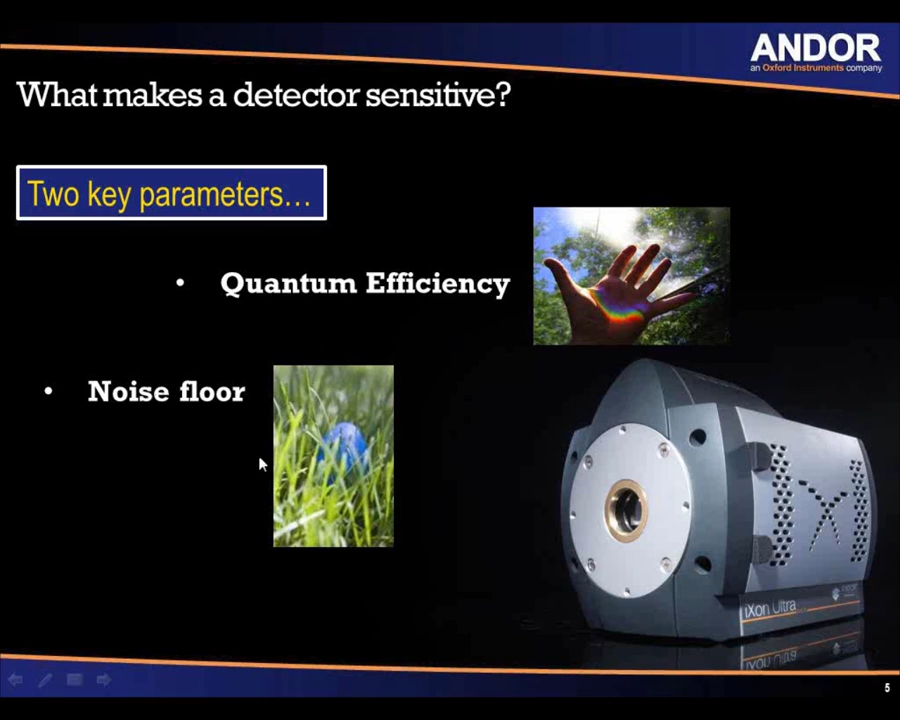 ANDOR
an Oxford Instruments company
What makes a detector sensitive?
Two key parameters...
• Quantum Efficiency
• Noise floor
iXon Ultra
5